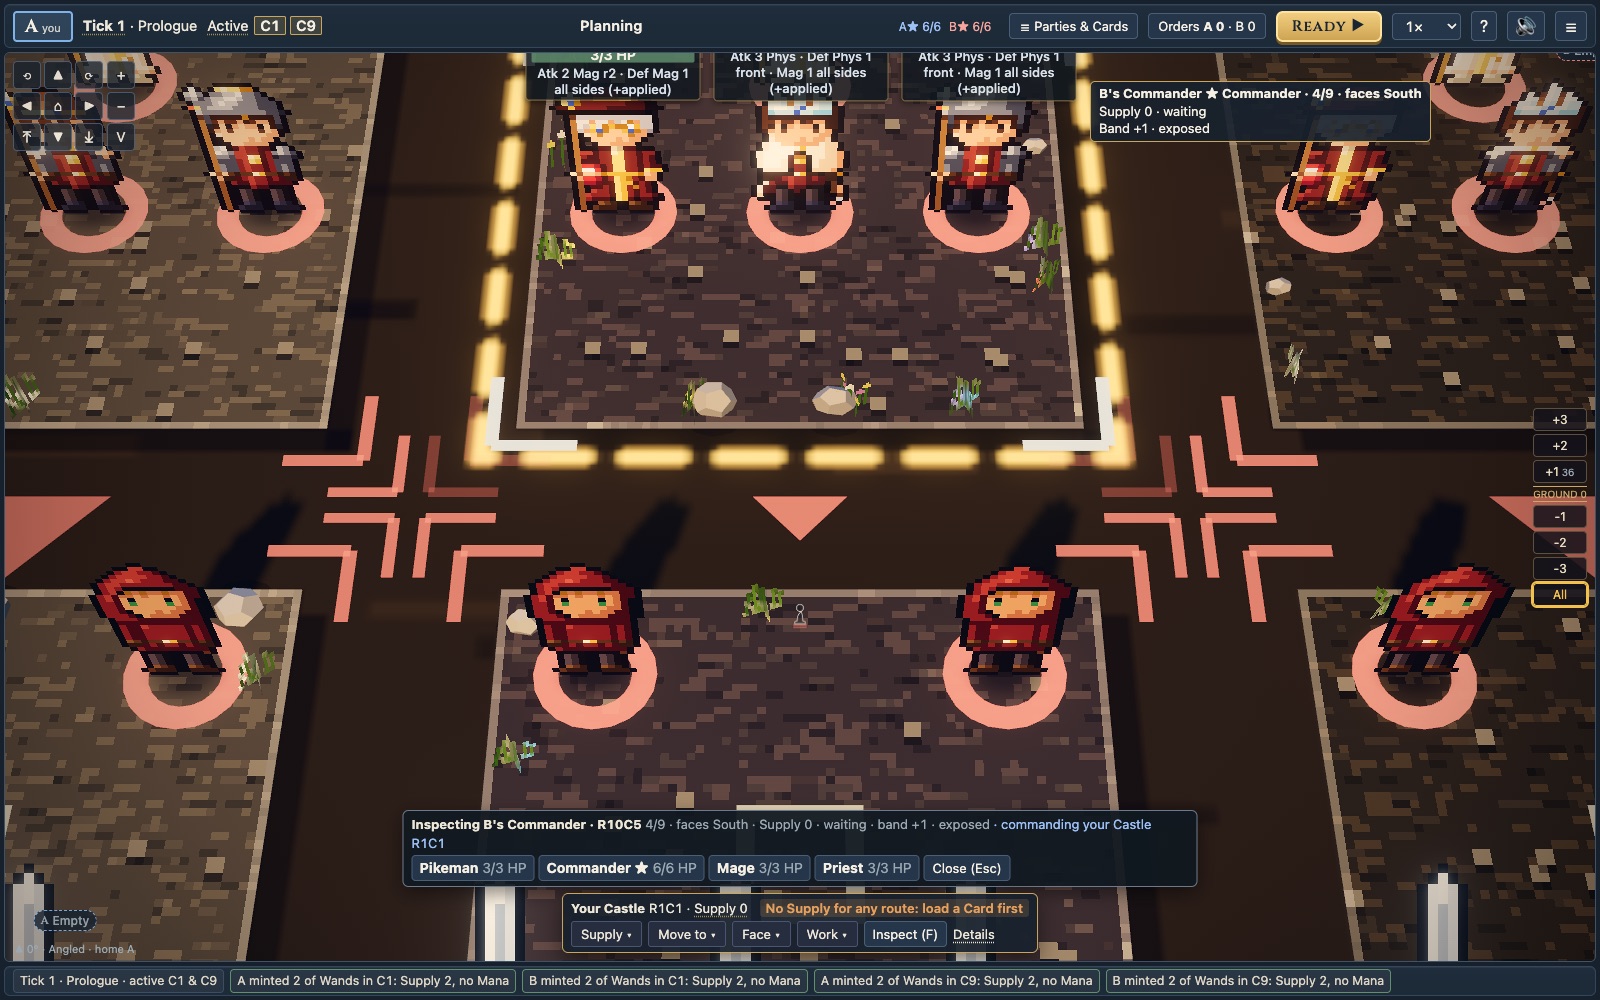 A you
Tick 1 · Prologue Active C1 C9
Planning
A★ 6/6 B★ 6/6
≡ Parties & Cards
Orders A 0 · B 0
READY ▶
1×
?
≡
3/3 HP
Atk 2 Mag r2 · Def Mag 1
all sides (+applied)
Atk 3 Phys · Def Phys 1
front · Mag 1 all sides
(+applied)
Atk 3 Phys · Def Phys 1
front · Mag 1 all sides
(+applied)
B's Commander ★ Commander · 4/9 · faces South
Supply 0 · waiting
Band +1 · exposed
V
+3
+2
+1 36
GROUND 0
-1
-2
-3
All
Inspecting B's Commander · R10C5 4/9 · faces South · Supply 0 · waiting · band +1 · exposed · commanding your Castle
R1C1
Pikeman 3/3 HP
Commander ★ 6/6 HP
Mage 3/3 HP
Priest 3/3 HP
Close (Esc)
Your Castle R1C1 · Supply 0 No Supply for any route: load a Card first
Supply ▾
Move to ▾
Face ▾
Work ▾
Inspect (F)
Details
A Empty
Angled · home A
Tick 1 · Prologue · active C1 & C9
A minted 2 of Wands in C1: Supply 2, no Mana
B minted 2 of Wands in C1: Supply 2, no Mana
A minted 2 of Wands in C9: Supply 2, no Mana
B minted 2 of Wands in C9: Supply 2, no Mana